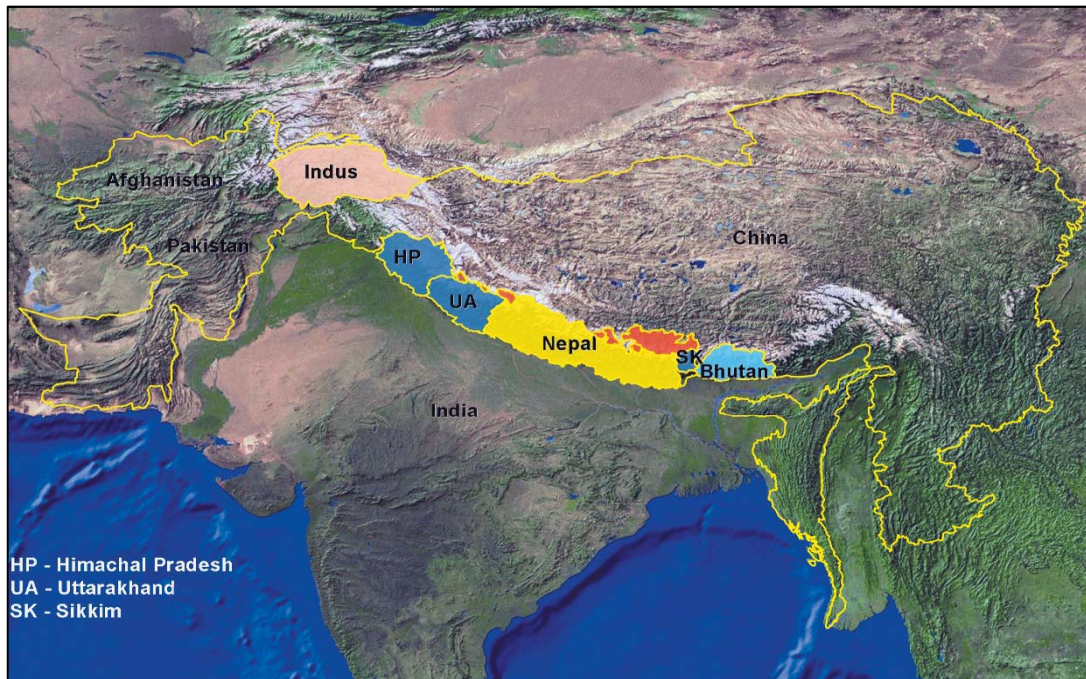 Indus
Afghanistan
Pakistan
China
HP
UA
Nepal
SK
Bhutan
India
HP - Himachal Pradesh
UA - Uttarakhand
SK - Sikkim